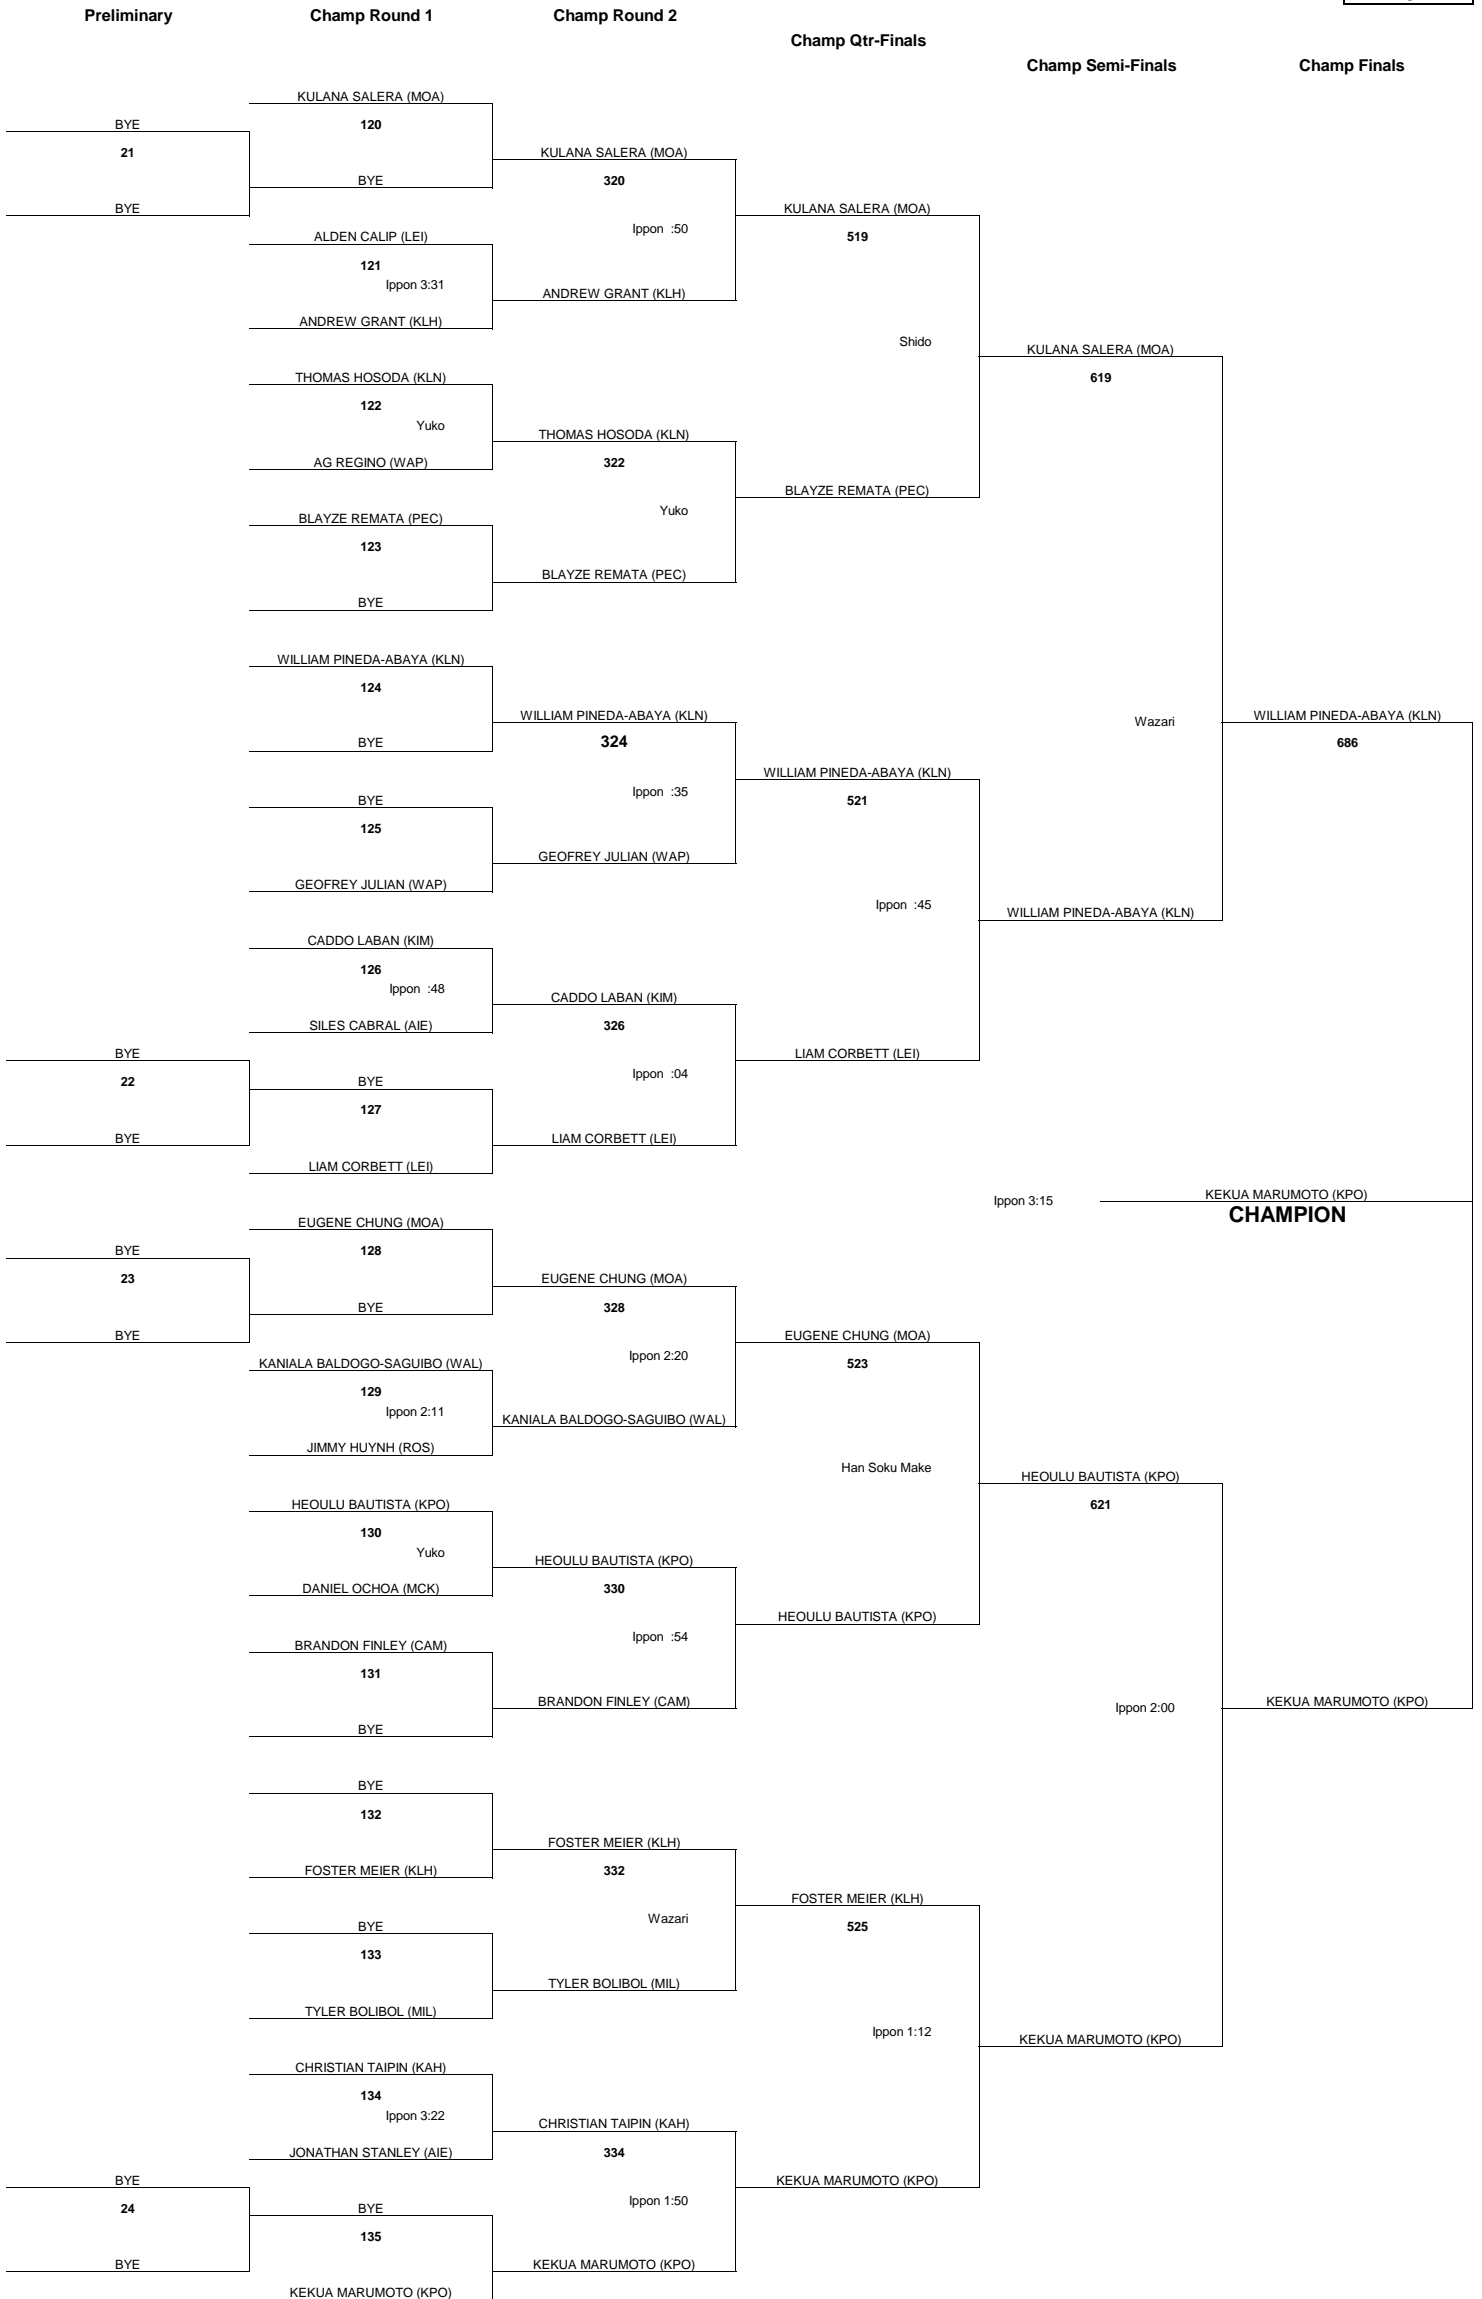 Preliminary
Champ Round 1
Champ Round 2
Champ Qtr-Finals
Champ Semi-Finals
Champ Finals
KULANA SALERA (MOA)
BYE
120
21
KULANA SALERA (MOA)
BYE
320
BYE
KULANA SALERA (MOA)
Ippon :50
ALDEN CALIP (LEI)
519
121
Ippon 3:31
ANDREW GRANT (KLH)
ANDREW GRANT (KLH)
Shido
KULANA SALERA (MOA)
THOMAS HOSODA (KLN)
619
122
Yuko
THOMAS HOSODA (KLN)
AG REGINO (WAP)
322
BLAYZE REMATA (PEC)
Yuko
BLAYZE REMATA (PEC)
123
BLAYZE REMATA (PEC)
BYE
WILLIAM PINEDA-ABAYA (KLN)
124
WILLIAM PINEDA-ABAYA (KLN)
Wazari
WILLIAM PINEDA-ABAYA (KLN)
BYE
324
686
WILLIAM PINEDA-ABAYA (KLN)
Ippon :35
BYE
521
125
GEOFREY JULIAN (WAP)
GEOFREY JULIAN (WAP)
Ippon :45
WILLIAM PINEDA-ABAYA (KLN)
CADDO LABAN (KIM)
126
Ippon :48
CADDO LABAN (KIM)
SILES CABRAL (AIE)
326
BYE
LIAM CORBETT (LEI)
Ippon :04
22
BYE
127
BYE
LIAM CORBETT (LEI)
LIAM CORBETT (LEI)
Ippon 3:15
KEKUA MARUMOTO (KPO)
CHAMPION
EUGENE CHUNG (MOA)
BYE
128
23
EUGENE CHUNG (MOA)
BYE
328
BYE
EUGENE CHUNG (MOA)
Ippon 2:20
KANIALA BALDOGO-SAGUIBO (WAL)
523
129
Ippon 2:11
KANIALA BALDOGO-SAGUIBO (WAL)
JIMMY HUYNH (ROS)
Han Soku Make
HEOULU BAUTISTA (KPO)
HEOULU BAUTISTA (KPO)
621
130
Yuko
HEOULU BAUTISTA (KPO)
DANIEL OCHOA (MCK)
330
HEOULU BAUTISTA (KPO)
Ippon :54
BRANDON FINLEY (CAM)
131
BRANDON FINLEY (CAM)
Ippon 2:00
KEKUA MARUMOTO (KPO)
BYE
BYE
132
FOSTER MEIER (KLH)
FOSTER MEIER (KLH)
332
FOSTER MEIER (KLH)
Wazari
BYE
525
133
TYLER BOLIBOL (MIL)
TYLER BOLIBOL (MIL)
Ippon 1:12
KEKUA MARUMOTO (KPO)
CHRISTIAN TAIPIN (KAH)
134
Ippon 3:22
CHRISTIAN TAIPIN (KAH)
JONATHAN STANLEY (AIE)
334
BYE
KEKUA MARUMOTO (KPO)
Ippon 1:50
24
BYE
135
BYE
KEKUA MARUMOTO (KPO)
KEKUA MARUMOTO (KPO)